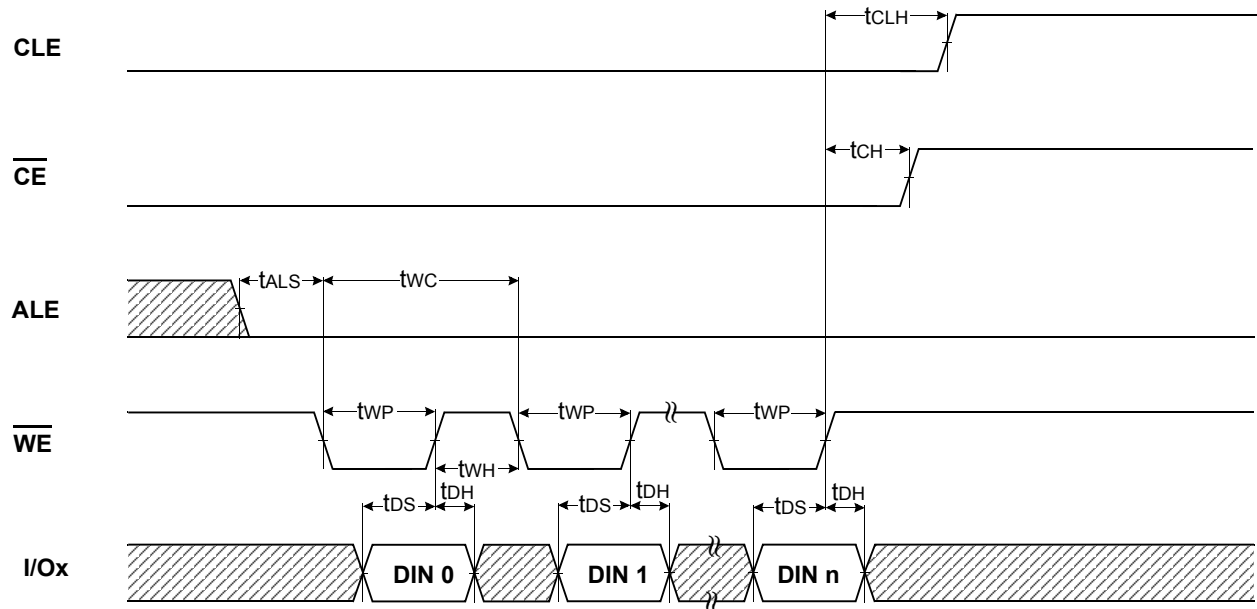 tCLH
CLE
tCH
CE
tALS
tWC
ALE
tWP
tWP
tWP
WE
tWH
tDS
tDH
tDS
tDH
tDS
tDH
I/Ox
DIN 0
DIN 1
DIN n